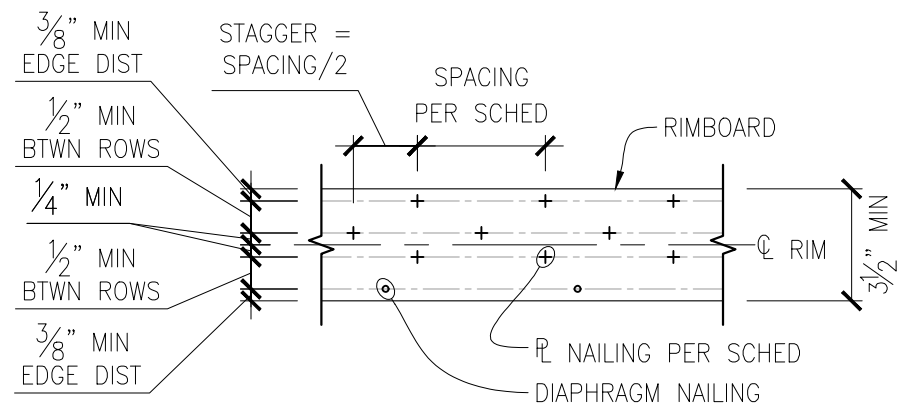 3/8" MIN
EDGE DIST
1/2" MIN
BTWN ROWS
1/4" MIN
1/2" MIN
BTWN ROWS
3/8" MIN
EDGE DIST
STAGGER =
SPACING/2
SPACING
PER SCHED
RIMBOARD
℄ RIM
3 1/2" MIN
PL NAILING PER SCHED
DIAPHRAGM NAILING